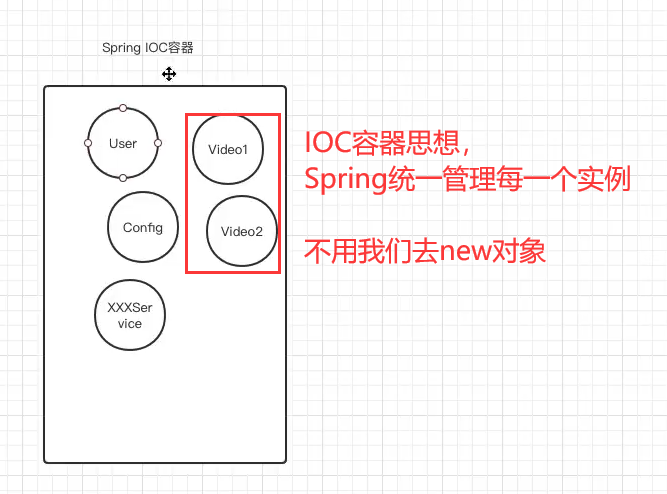 Spring IOC容器
User
Video1
Config
Video2
XXXSer
vice
IOC容器思想，
Spring统一管理每一个实例
不用我们去new对象